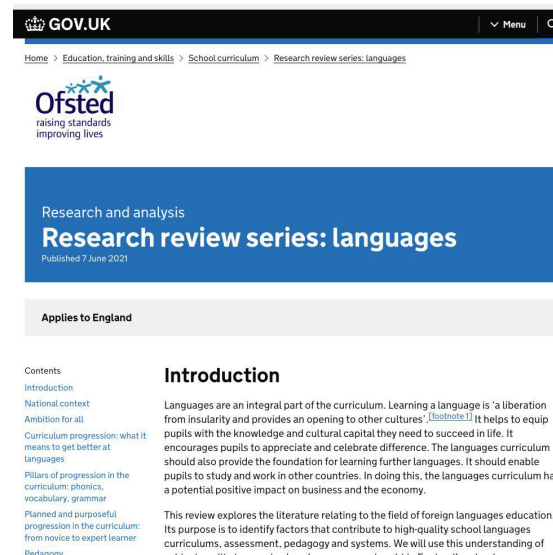 GOV.UK
Menu
Home > Education, training and skills > School curriculum > Research review series: languages
Ofsted
raising standards
improving lives
Research and analysis
Research review series: languages
Published 7 June 2021
Applies to England
Contents
Introduction
National context
Ambition for all
Curriculum progression: what it
means to get better at
languages
Pillars of progression in the
curriculum: phonics,
vocabulary, grammar
Planned and purposeful
progression in the curriculum:
from novice to expert learner
Pedagogy
Introduction
Languages are an integral part of the curriculum. Learning a language is ‘a liberation
from insularity and provides an opening to other cultures’. [footnote 1] It helps to equip
pupils with the knowledge and cultural capital they need to succeed in life. It
encourages pupils to appreciate and celebrate difference. The languages curriculum
should also provide the foundation for learning further languages. It should enable
pupils to study and work in other countries. In doing this, the languages curriculum
a potential positive impact on business and the economy.
This review explores the literature relating to the field of foreign languages education
Its purpose is to identify factors that contribute to high-quality school languages
curriculums, assessment, pedagogy and systems. We will use this understanding of